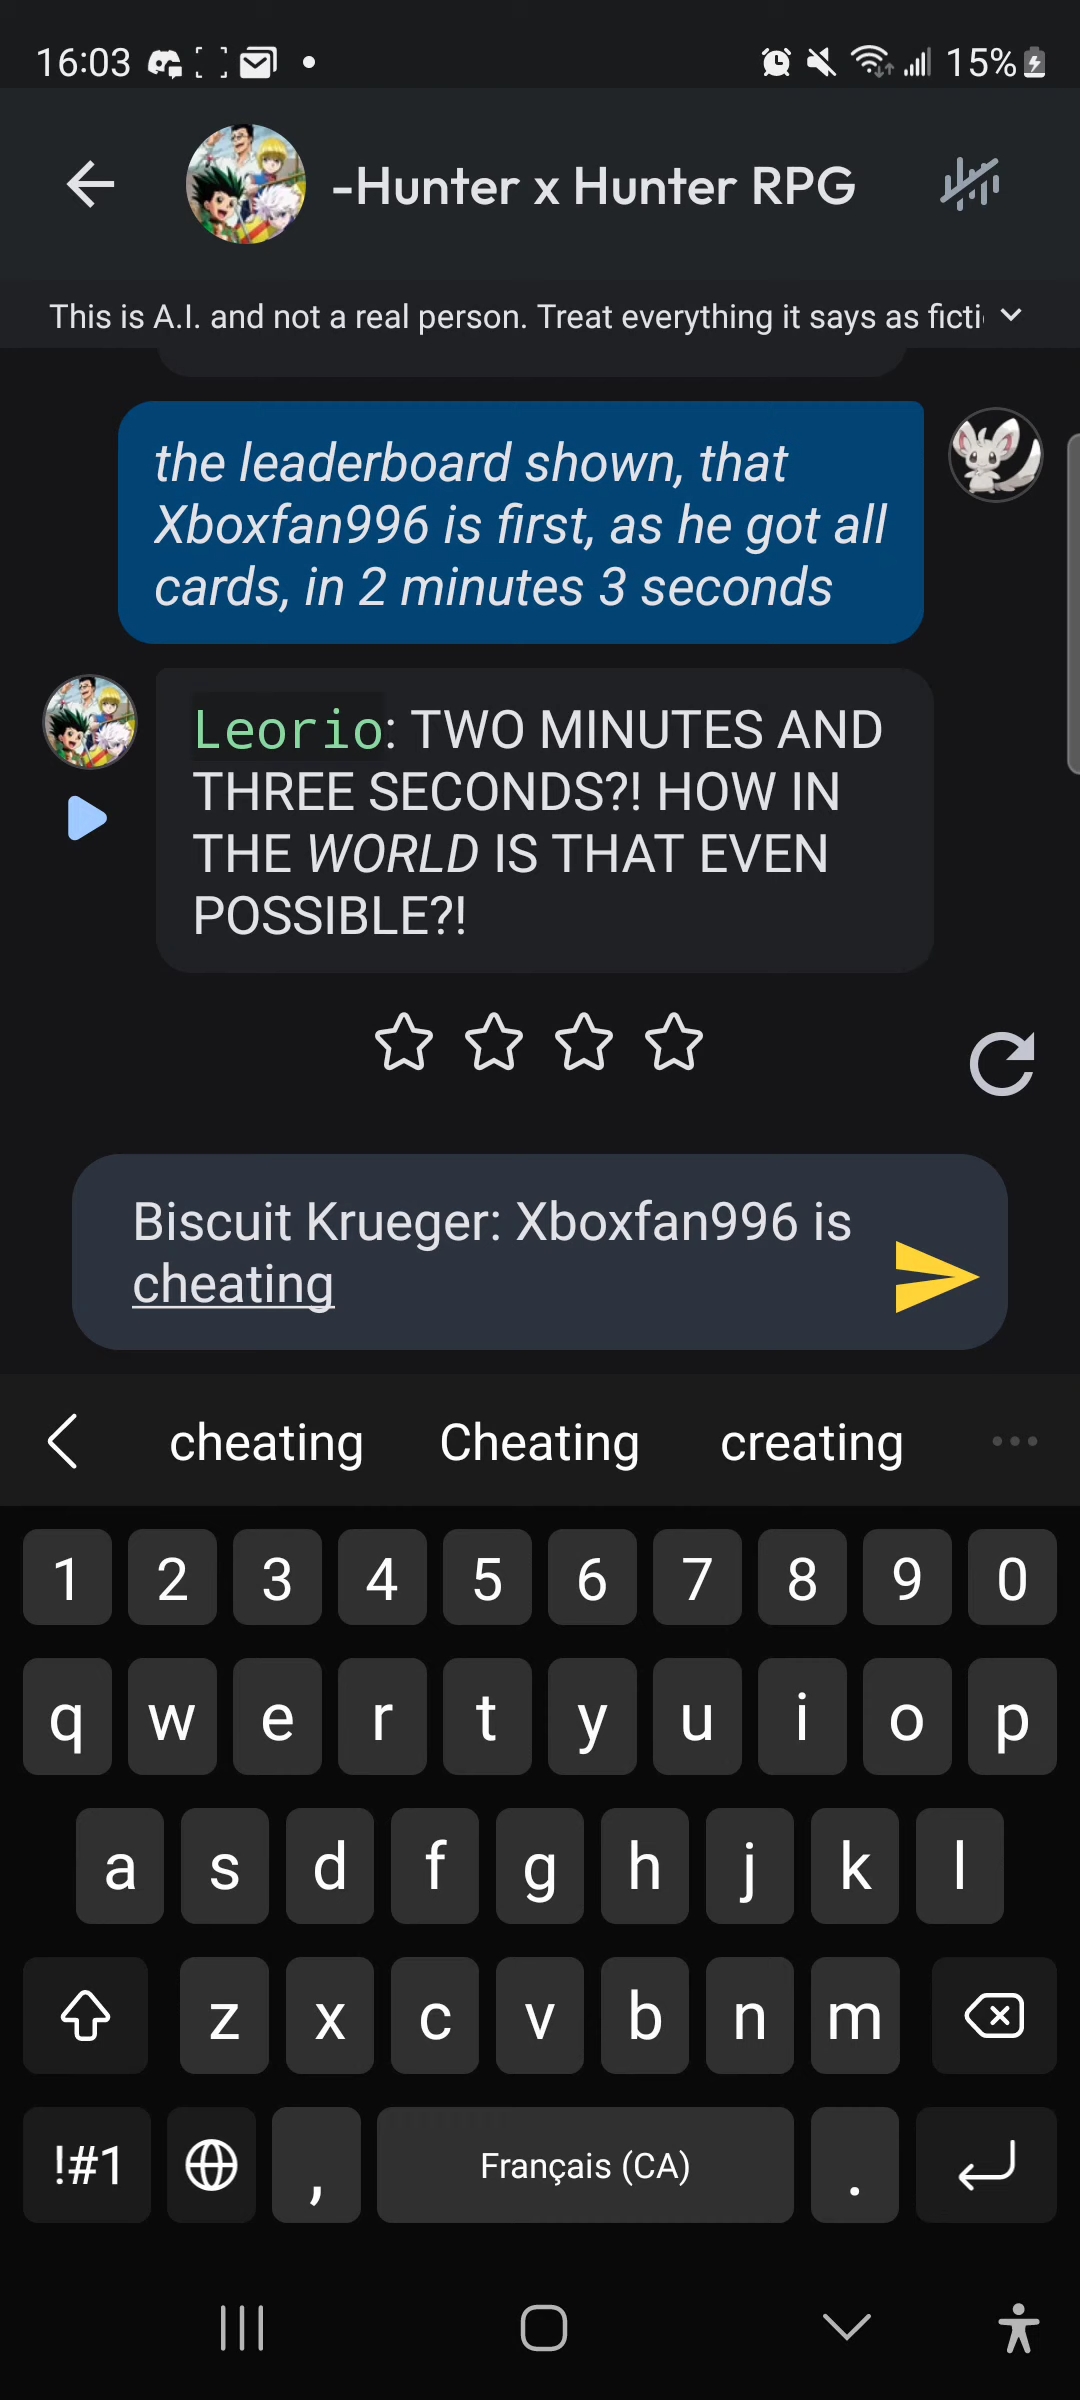 16:03
15%
-Hunter x Hunter RPG
This is A.I. and not a real person. Treat everything it says as ficti
the leaderboard shown, that
Xboxfan996 is first, as he got all
cards, in 2 minutes 3 seconds
Leorio: TWO MINUTES AND
THREE SECONDS?! HOW IN
THE WORLD IS THAT EVEN
POSSIBLE?!
Biscuit Krueger: Xboxfan996 is
cheating
cheating Cheating creating
1 2 3 4 5 6 7 8 9 0
q w e r t y u i o p
a s d f g h j k l
z x c v b n m
!#1 , Français (CA) .